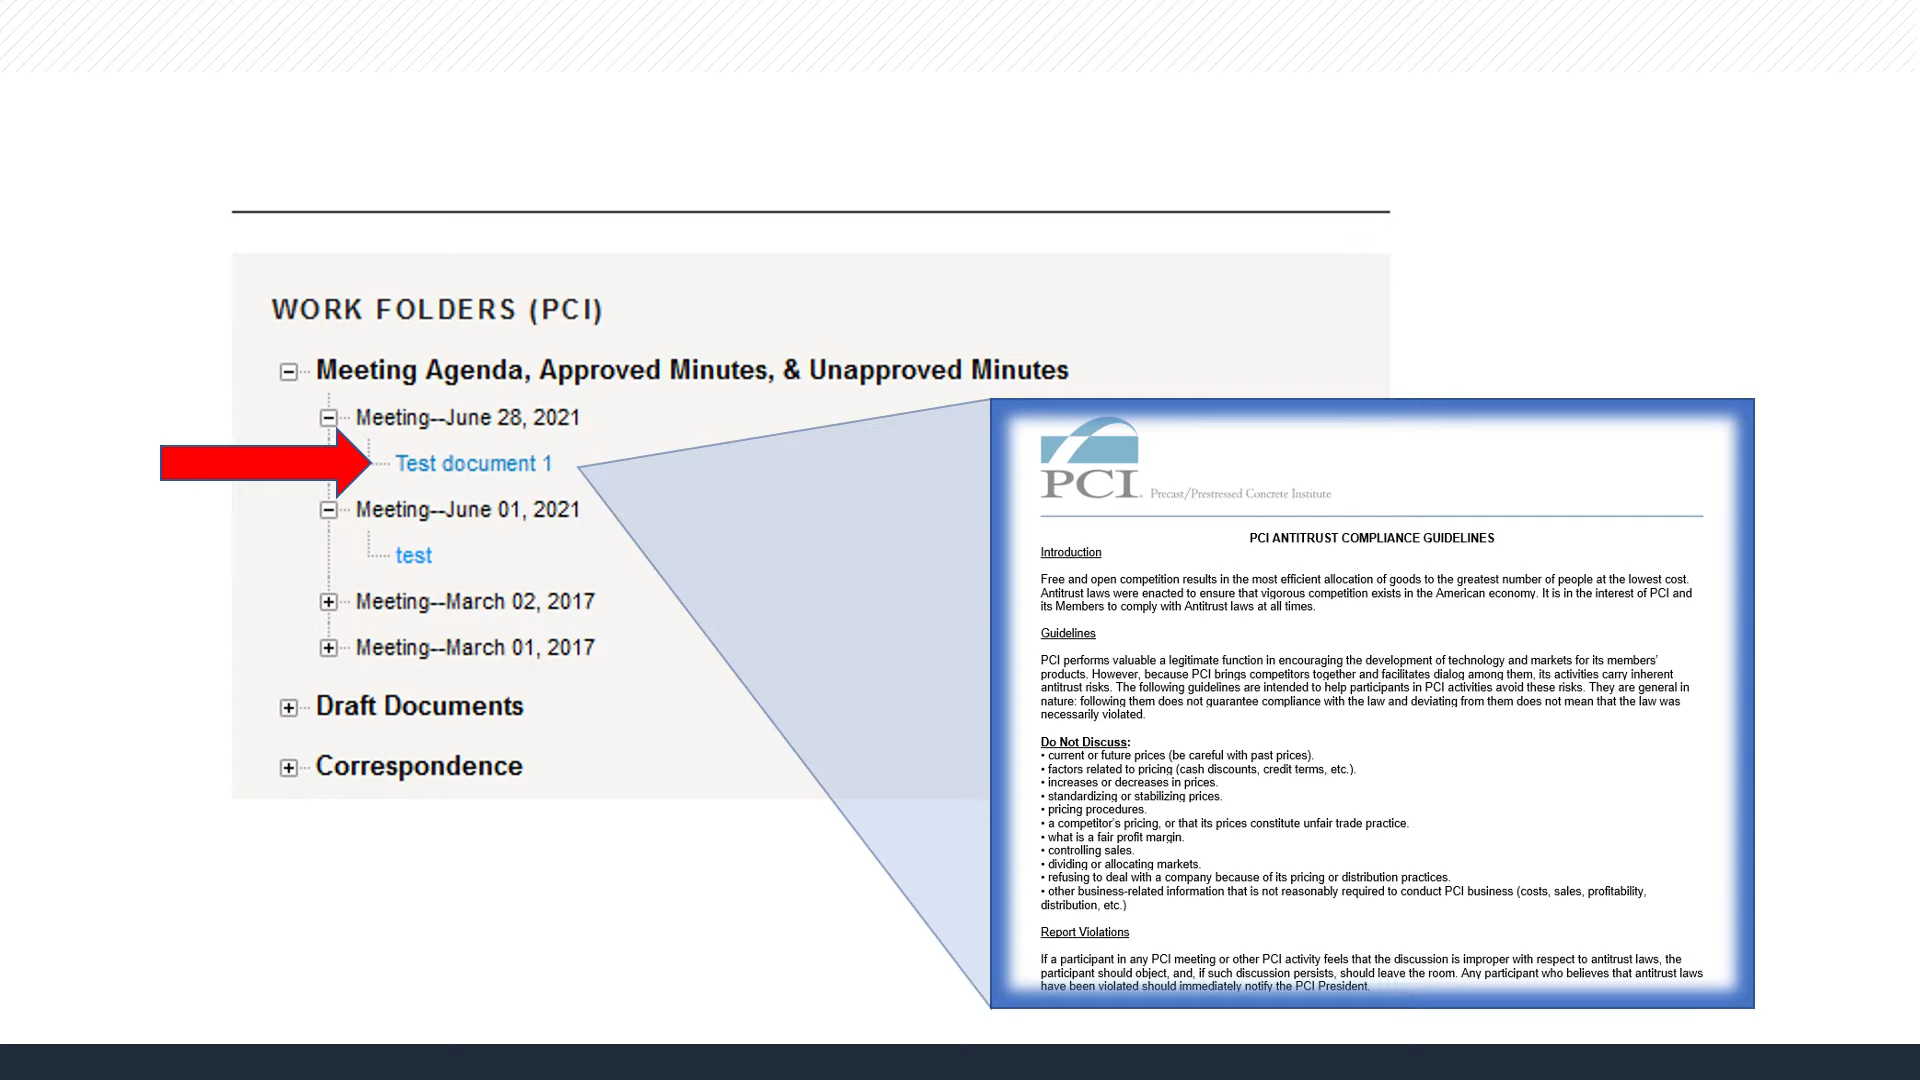 WORK FOLDERS (PCI)
Meeting Agenda, Approved Minutes, & Unapproved Minutes
Meeting--June 28, 2021
Test document 1
Meeting--June 01, 2021
test
Meeting--March 02, 2017
Meeting--March 01, 2017
Draft Documents
Correspondence
PCI® Precast/Prestressed Concrete Institute
PCI ANTITRUST COMPLIANCE GUIDELINES
Introduction
Free and open competition results in the most efficient allocation of goods to the greatest number of people at the lowest cost.
Antitrust laws were enacted to ensure that vigorous competition exists in the American economy. It is in the interest of PCI and
its Members to comply with Antitrust laws at all times.
Guidelines
PCI performs valuable a legitimate function in encouraging the development of technology and markets for its members'
products. However, because PCI brings competitors together and facilitates dialog among them, its activities carry inherent
antitrust risks. The following guidelines are intended to help participants in PCI activities avoid these risks. They are general in
nature: following them does not guarantee compliance with the law and deviating from them does not mean that the law was
necessarily violated.
Do Not Discuss:
• current or future prices (be careful with past prices).
• factors related to pricing (cash discounts, credit terms, etc.).
• increases or decreases in prices.
• standardizing or stabilizing prices.
• pricing procedures.
• a competitor's pricing, or that its prices constitute unfair trade practice.
• what is a fair profit margin.
• controlling sales.
• dividing or allocating markets.
• refusing to deal with a company because of its pricing or distribution practices.
• other business-related information that is not reasonably required to conduct PCI business (costs, sales, profitability,
distribution, etc.)
Report Violations
If a participant in any PCI meeting or other PCI activity feels that the discussion is improper with respect to antitrust laws, the
participant should object, and, if such discussion persists, should leave the room. Any participant who believes that antitrust laws
have been violated should immediately notify the PCI President.